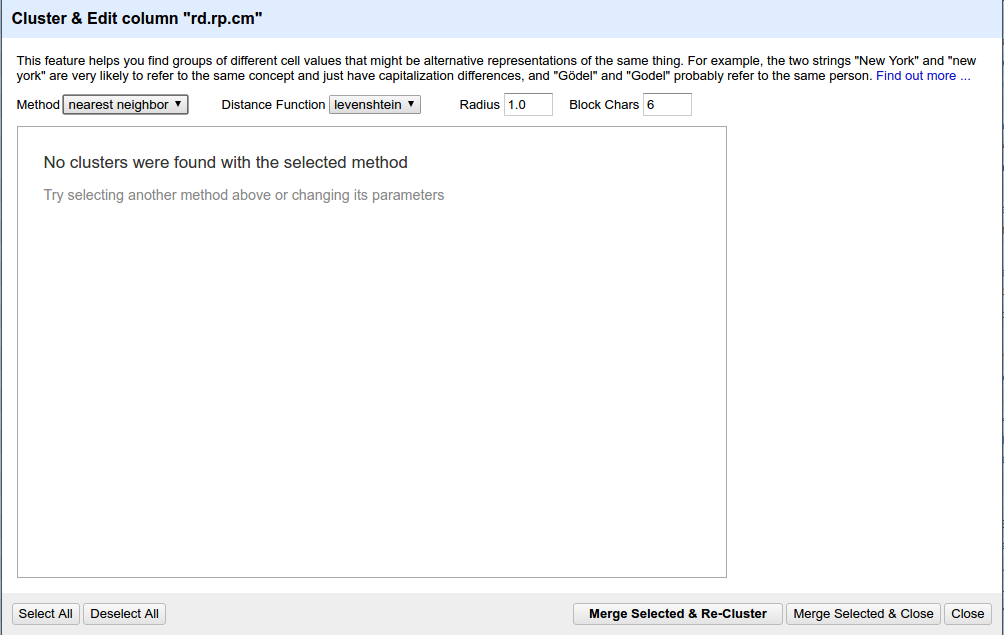 Cluster & Edit column "rd.rp.cm"
This feature helps you find groups of different cell values that might be alternative representations of the same thing. For example, the two strings "New York" and "new
york" are very likely to refer to the same concept and just have capitalization differences, and "Gödel" and "Godel" probably refer to the same person. Find out more ...
Method nearest neighbor ▼ Distance Function levenshtein ▼ Radius 1.0 Block Chars 6
No clusters were found with the selected method
Try selecting another method above or changing its parameters
Select All Deselect All Merge Selected & Re-Cluster Merge Selected & Close Close